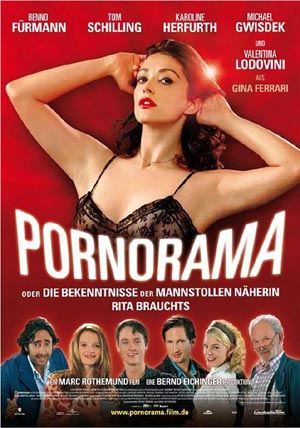 BENNO
FÜRMANN
TOM
SCHILLING
KAROLINE
HERFURTH
MICHAEL
GWISDEK
UND
VALENTINA
LODOVINI
ALS
GINA FERRARI
PORNORAMA
ODER DIE BEKENNTNISSE DER MANNSTOLLEN NÄHERIN
RITA BRAUCHTS
EIN MARC ROTHEMUND FILM EINE BERND EICHINGER PRODUKTION
www.pornorama.film.de